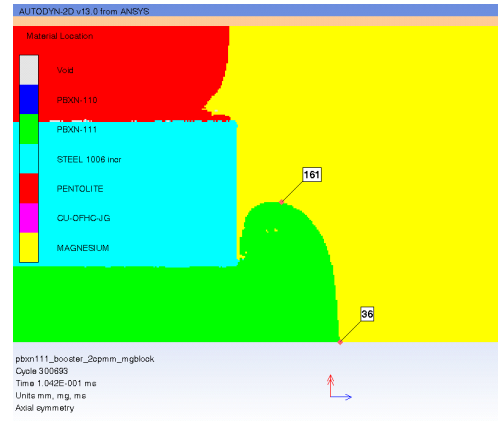 AUTODYN-2D v13.0 from ANSYS
Material Location
Void
PBXN-110
PBXN-111
STEEL 1006 incr
PENTOLITE
CU-OFHC-JG
MAGNESIUM
161
36
pbxn111_booster_2cpmm_mgblock
Cycle 300693
Time 1.042E-001 ms
Units mm, mg, ms
Axial symmetry